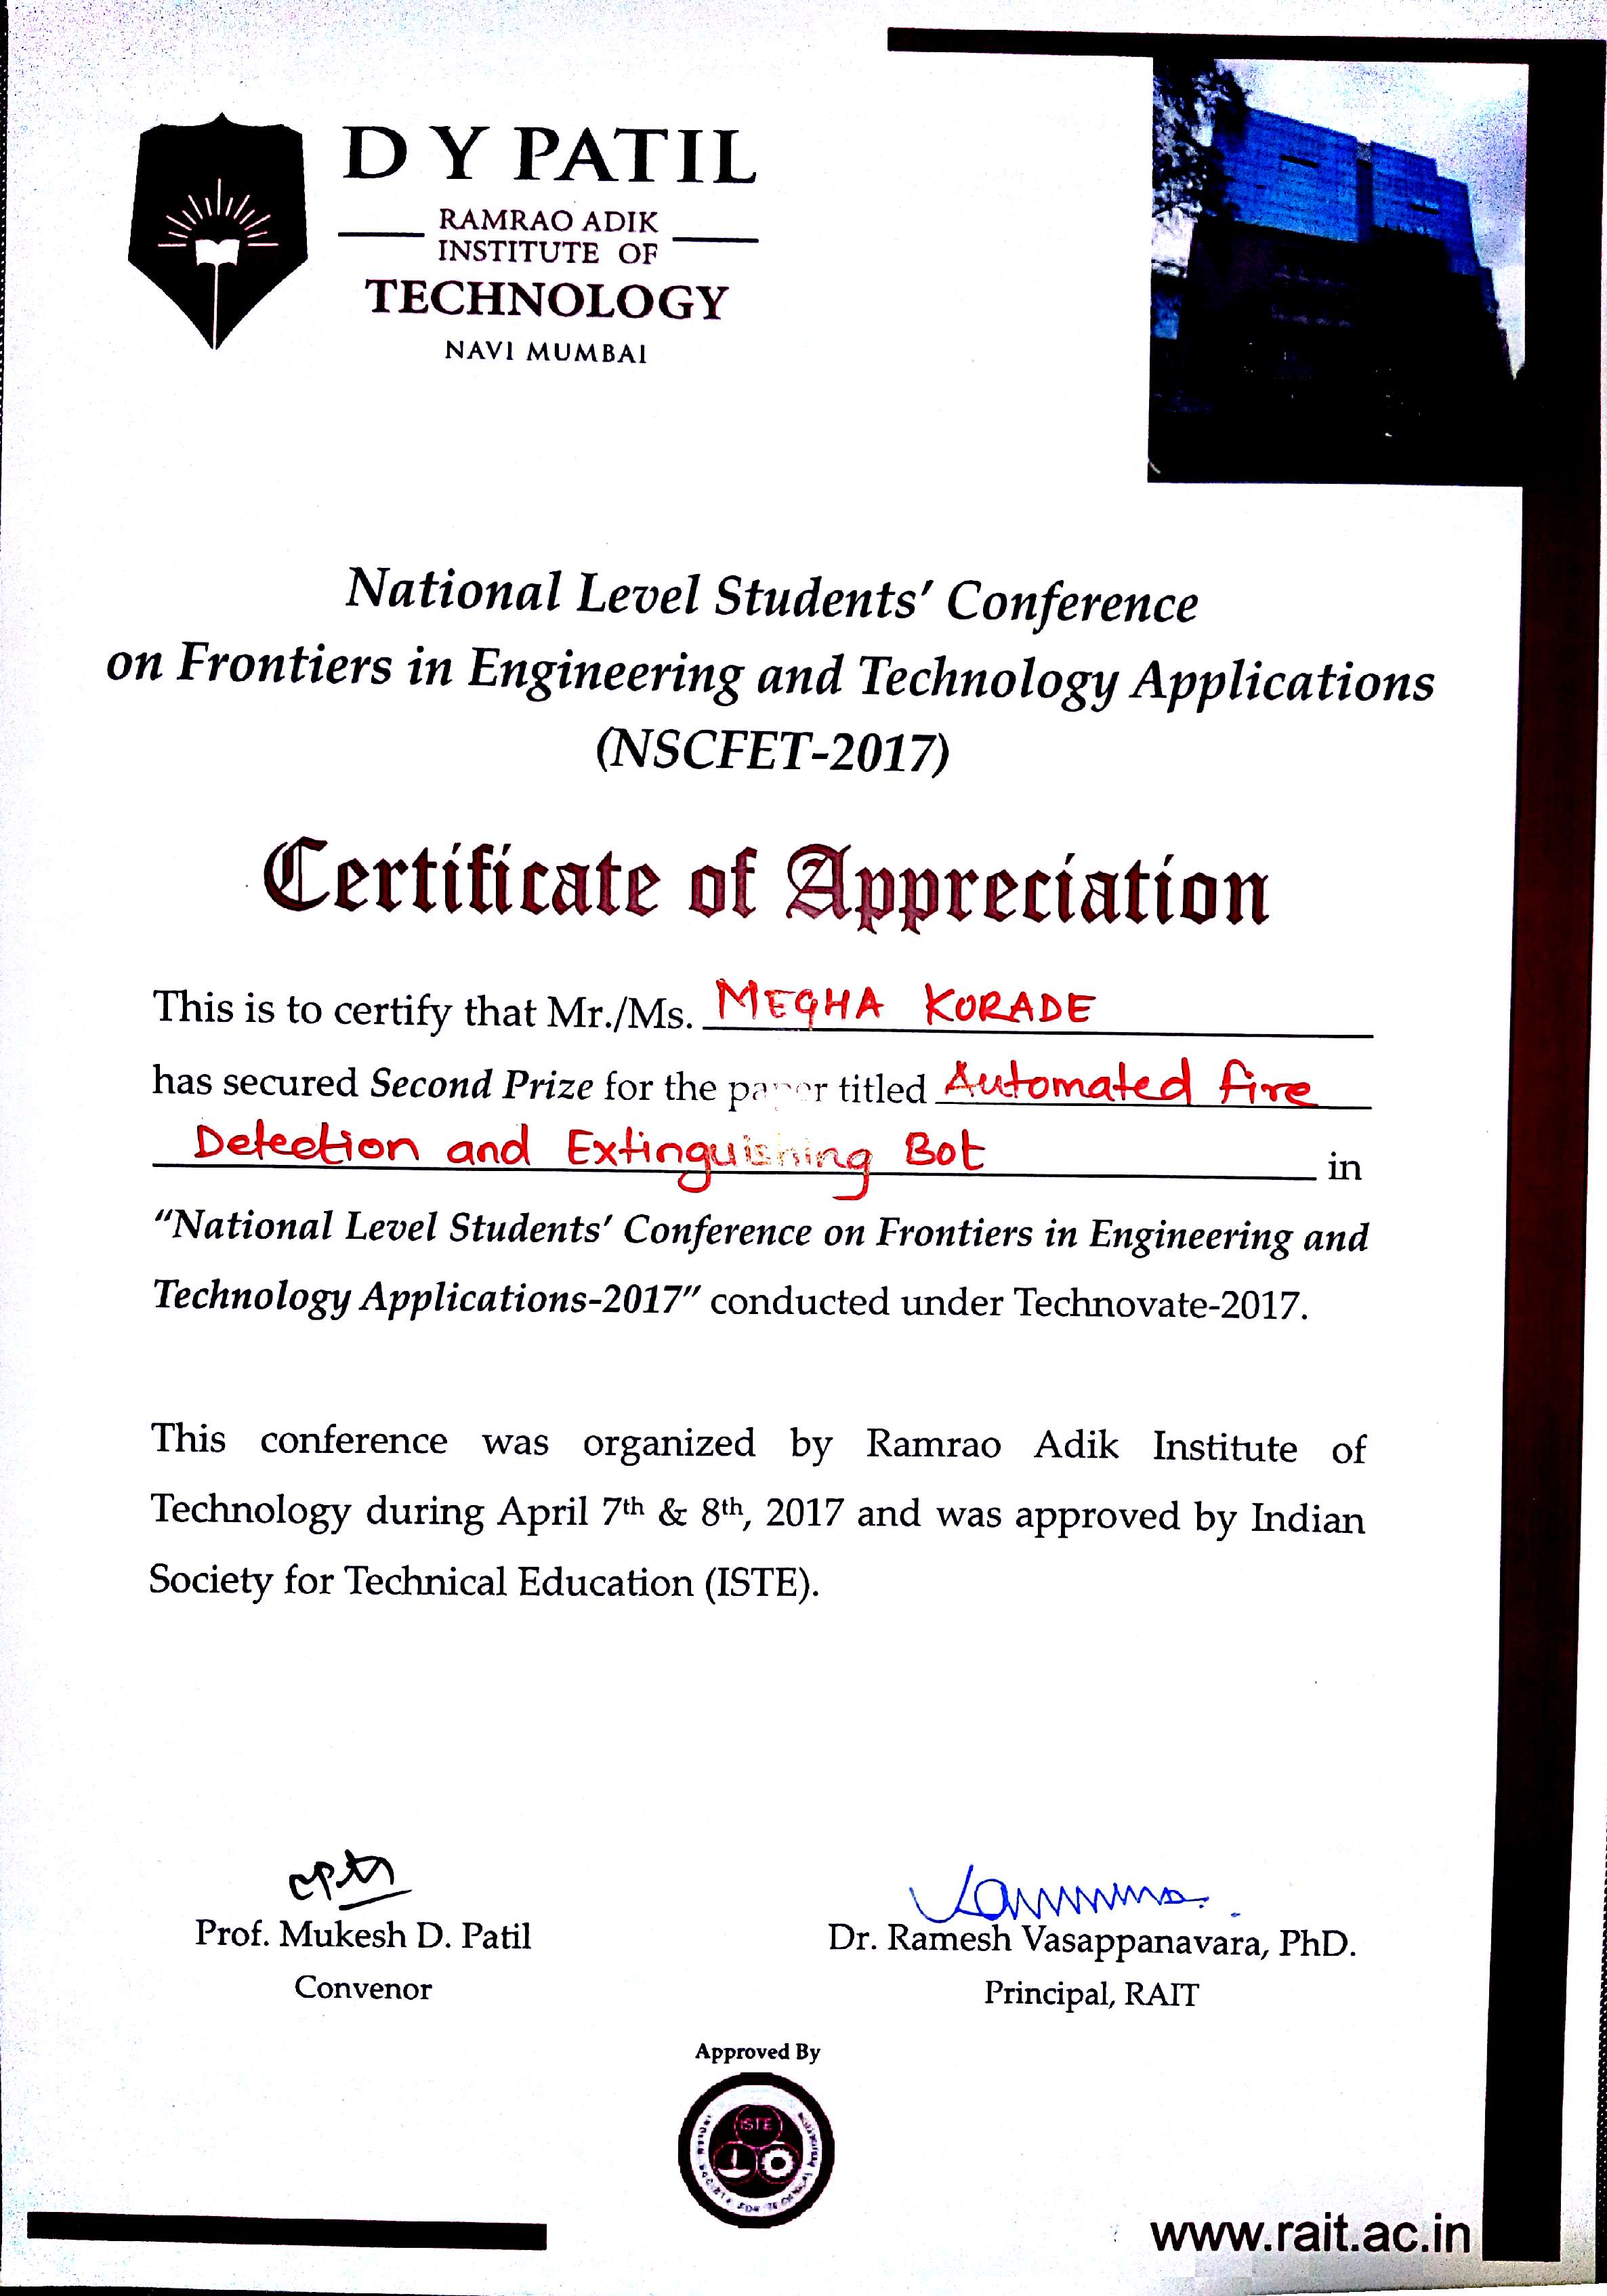 D Y PATIL
RAMRAO ADIK
INSTITUTE OF
TECHNOLOGY
NAVI MUMBAI
National Level Students' Conference
on Frontiers in Engineering and Technology Applications
(NSCFET-2017)
Certificate of Appreciation
This is to certify that Mr./Ms. MEGHA KORADE
has secured Second Prize for the paper titled Automated fire
Detection and Extinguishing Bot in
"National Level Students' Conference on Frontiers in Engineering and
Technology Applications-2017" conducted under Technovate-2017.
This conference was organized by Ramrao Adik Institute of
Technology during April 7th & 8th, 2017 and was approved by Indian
Society for Technical Education (ISTE).
Prof. Mukesh D. Patil
Convenor
Dr. Ramesh Vasappanavara, PhD.
Principal, RAIT
Approved By
ISTE
www.rait.ac.in